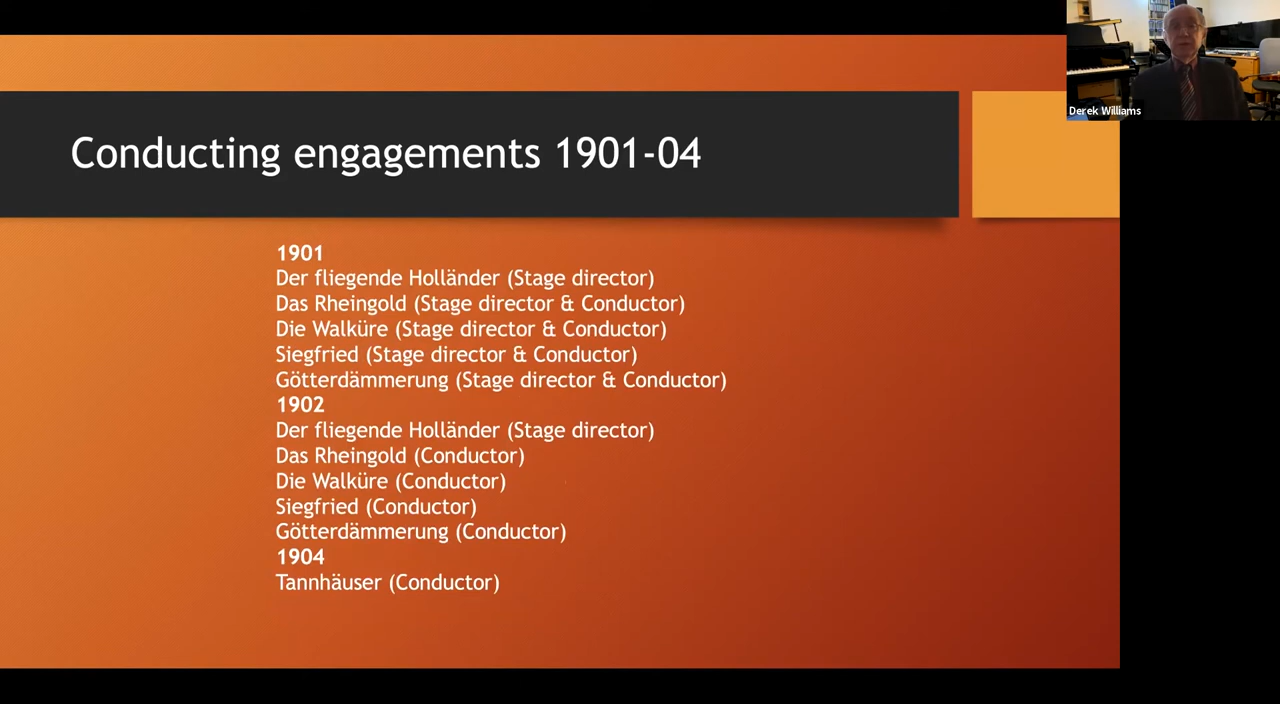 Conducting engagements 1901-04
1901
Der fliegende Holländer (Stage director)
Das Rheingold (Stage director & Conductor)
Die Walküre (Stage director & Conductor)
Siegfried (Stage director & Conductor)
Götterdämmerung (Stage director & Conductor)
1902
Der fliegende Holländer (Stage director)
Das Rheingold (Conductor)
Die Walküre (Conductor)
Siegfried (Conductor)
Götterdämmerung (Conductor)
1904
Tannhäuser (Conductor)
Derek Williams